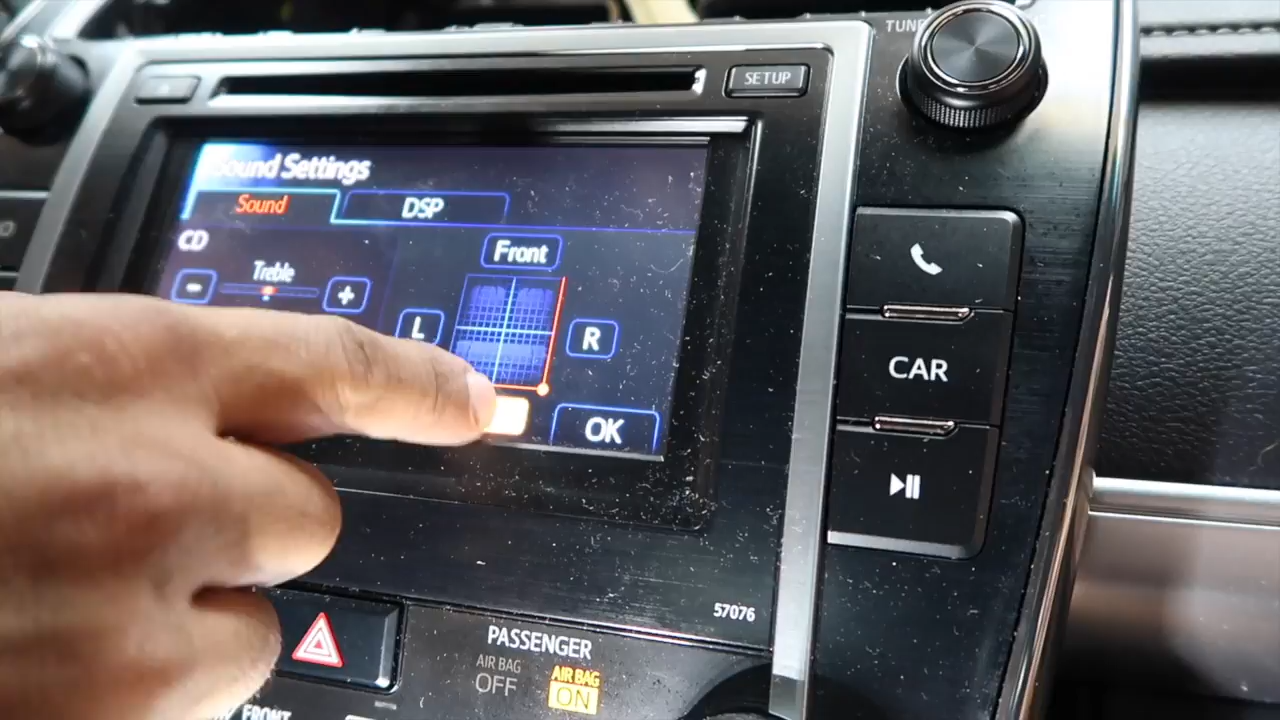 TUNE
SETUP
Sound Settings
Sound
DSP
CD
Front
Treble
-
+
L
R
OK
CAR
57076
PASSENGER
AIR BAG
OFF
AIR BAG
ON
FRONT